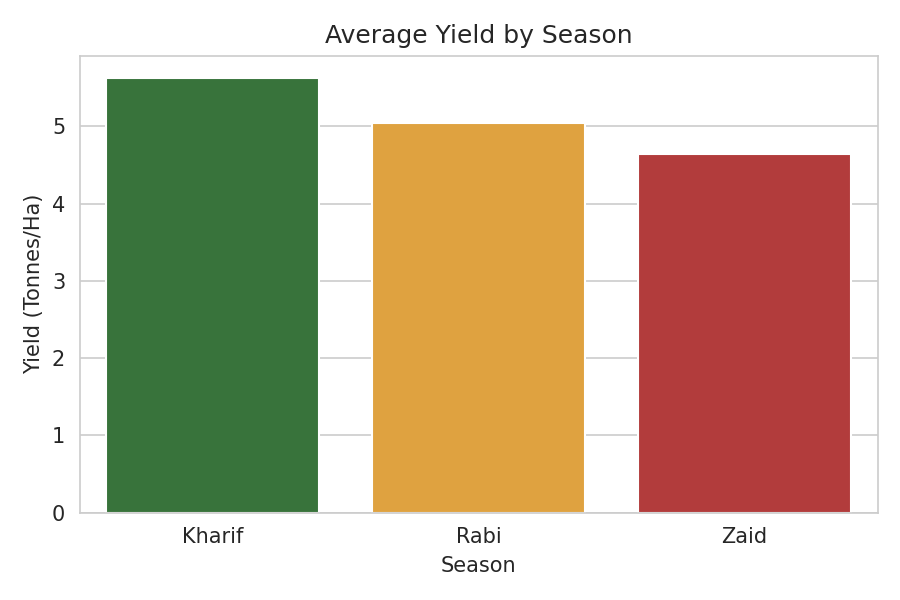 Average Yield by Season
Yield (Tonnes/Ha)
5
4
3
2
1
0
Kharif
Rabi
Zaid
Season